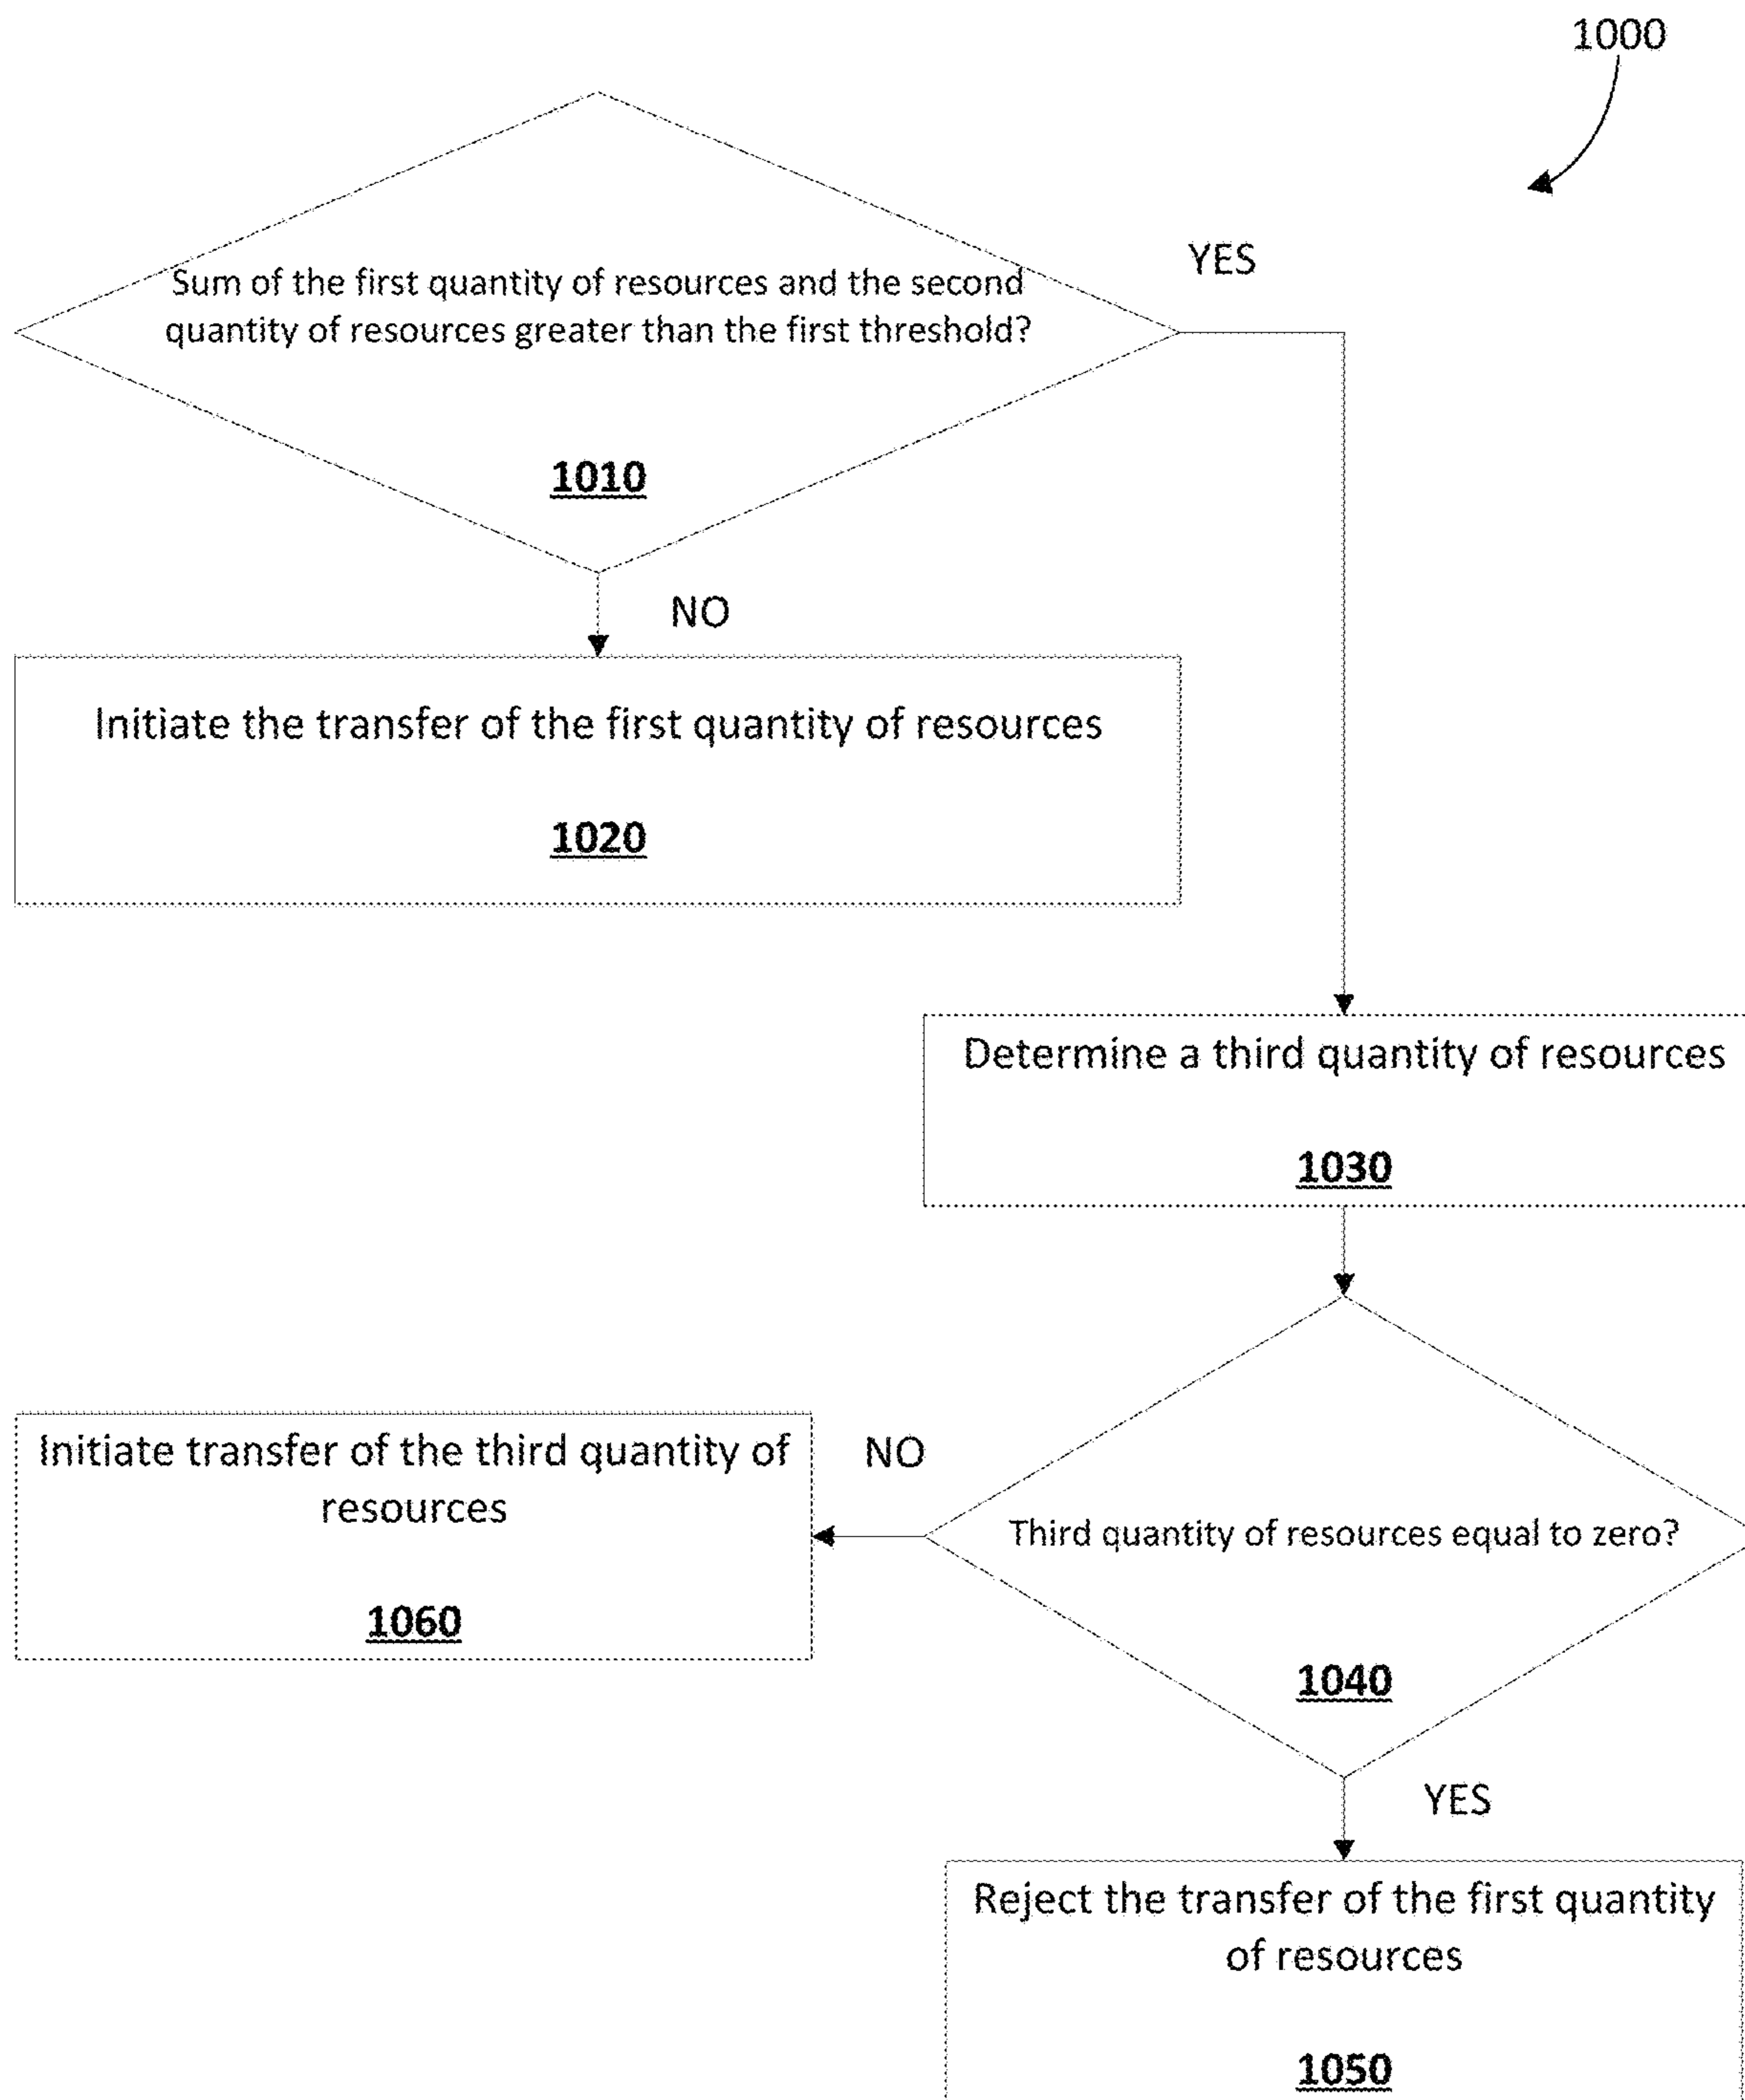 1000
Sum of the first quantity of resources and the second
quantity of resources greater than the first threshold?
YES
1010
NO
Initiate the transfer of the first quantity of resources
1020
Determine a third quantity of resources
1030
Initiate transfer of the third quantity of
resources
1060
NO
Third quantity of resources equal to zero?
1040
YES
Reject the transfer of the first quantity
of resources
1050